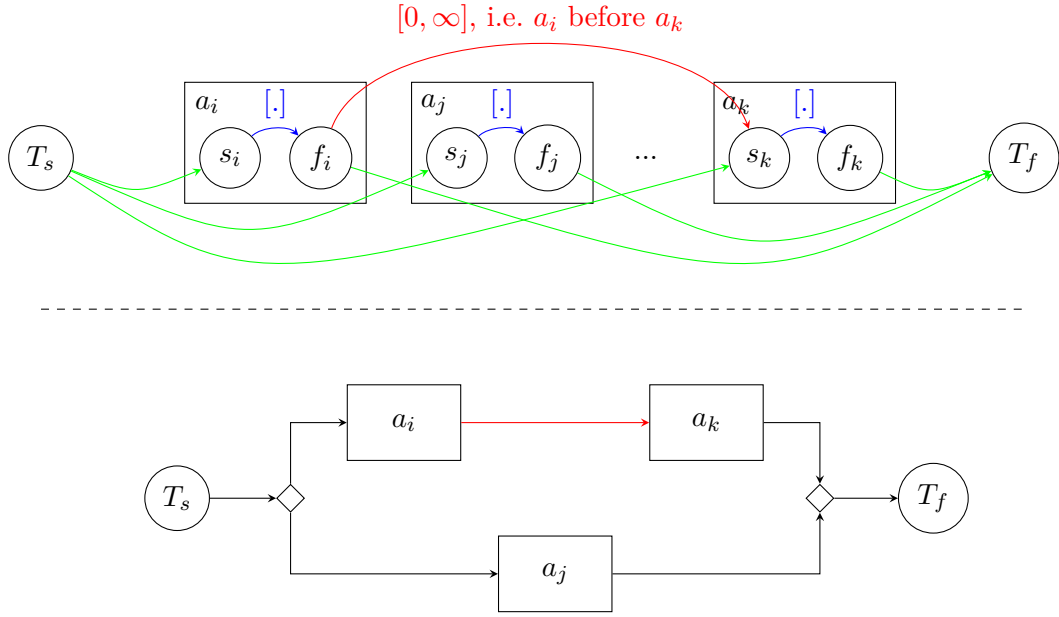 [0, ∞], i.e. a_i before a_k
a_i [.] a_j [.] a_k [.]
T_s s_i f_i s_j f_j ... s_k f_k T_f
a_i a_k
T_s T_f
a_j